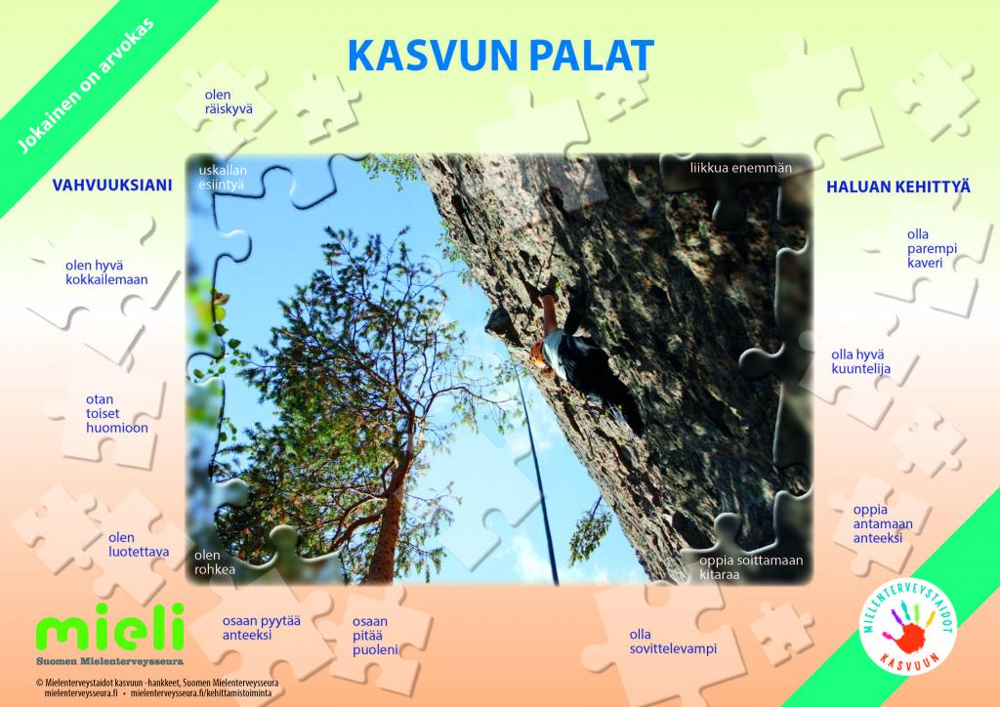 Jokainen on arvokas
KASVUN PALAT
olen
räiskyvä
VAHVUUKSIANI
HALUAN KEHITTYÄ
uskallan
esiintyä
liikkua enemmän
olen hyvä
kokkailemaan
olla
parempi
kaveri
olla hyvä
kuuntelija
otan
toiset
huomioon
oppia
antamaan
anteeksi
olen
luotettava
olen
rohkea
oppia soittamaan
kitaraa
osaan pyytää
anteeksi
osaan
pitää
puoleni
olla
sovittelevampi
mieli
Suomen Mielenterveysseura
MIELENTERVEYSTAIDOT
KASVUUN
© Mielenterveystaidot kasvuun -hankkeet, Suomen Mielenterveysseura
mielenterveysseura.fi • mielenterveysseura.fi/kehittamistoiminta